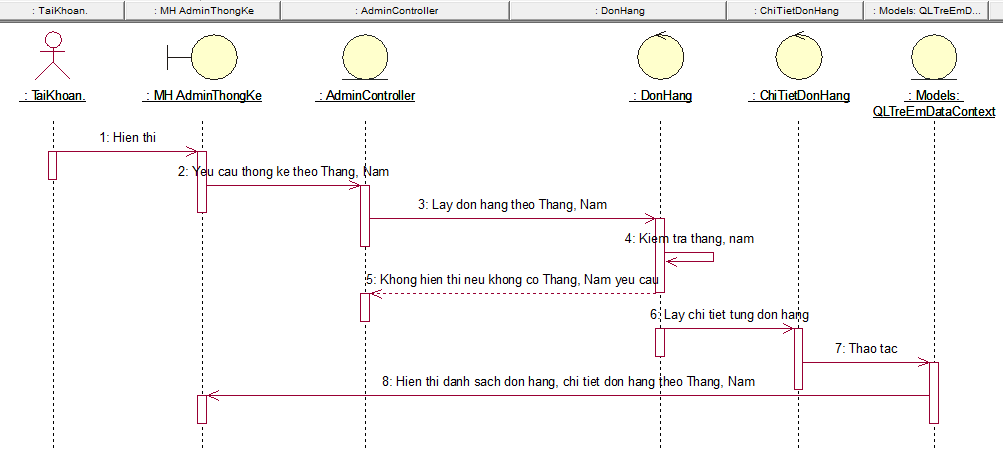 : TaiKhoan.
: MH AdminThongKe
: AdminController
: DonHang
: ChiTietDonHang
: Models: QLTreEmD...
: TaiKhoan.
: MH AdminThongKe
: AdminController
: DonHang
: ChiTietDonHang
: Models:
QLTreEmDataContext
1: Hien thi
2: Yeu cau thong ke theo Thang, Nam
3: Lay don hang theo Thang, Nam
4: Kiem tra thang, nam
5: Khong hien thi neu khong co Thang, Nam yeu cau
6: Lay chi tiet tung don hang
7: Thao tac
8: Hien thi danh sach don hang, chi tiet don hang theo Thang, Nam